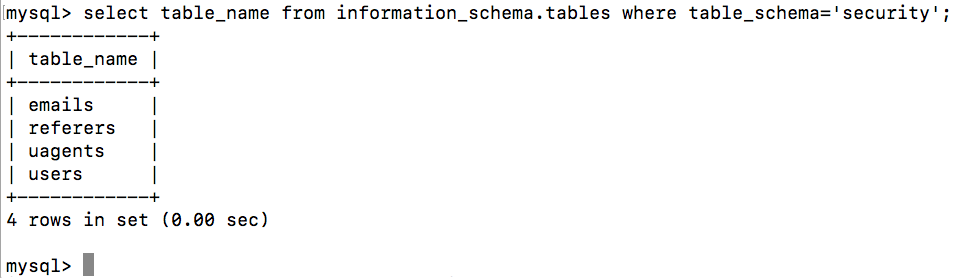 mysql> select table_name from information_schema.tables where table_schema='security';
+------------+
| table_name |
+------------+
| emails     |
| referers   |
| uagents    |
| users      |
+------------+
4 rows in set (0.00 sec)
mysql>